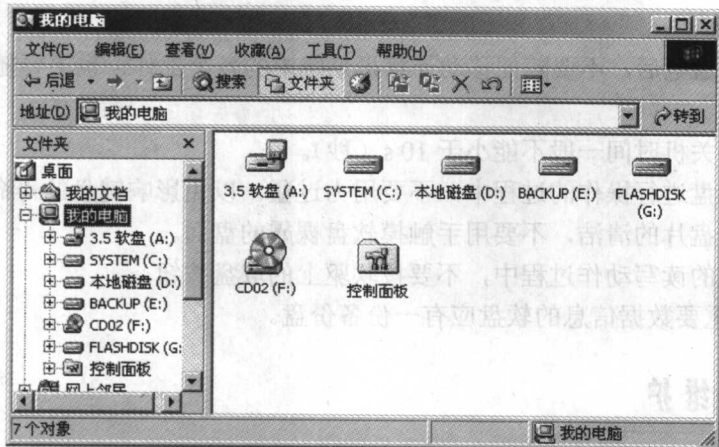 我的电脑
文件(F) 编辑(E) 查看(V) 收藏(A) 工具(T) 帮助(H)
后退 搜索 文件夹
地址(D) 我的电脑 转到
文件夹
桌面
我的文档
我的电脑
3.5 软盘 (A:)
SYSTEM (C:)
本地磁盘 (D:)
BACKUP (E:)
CD02 (F:)
FLASHDISK (G:
控制面板
网上邻居
3.5 软盘 (A:) SYSTEM (C:) 本地磁盘 (D:) BACKUP (E:) FLASHDISK (G:)
CD02 (F:) 控制面板
7 个对象 我的电脑